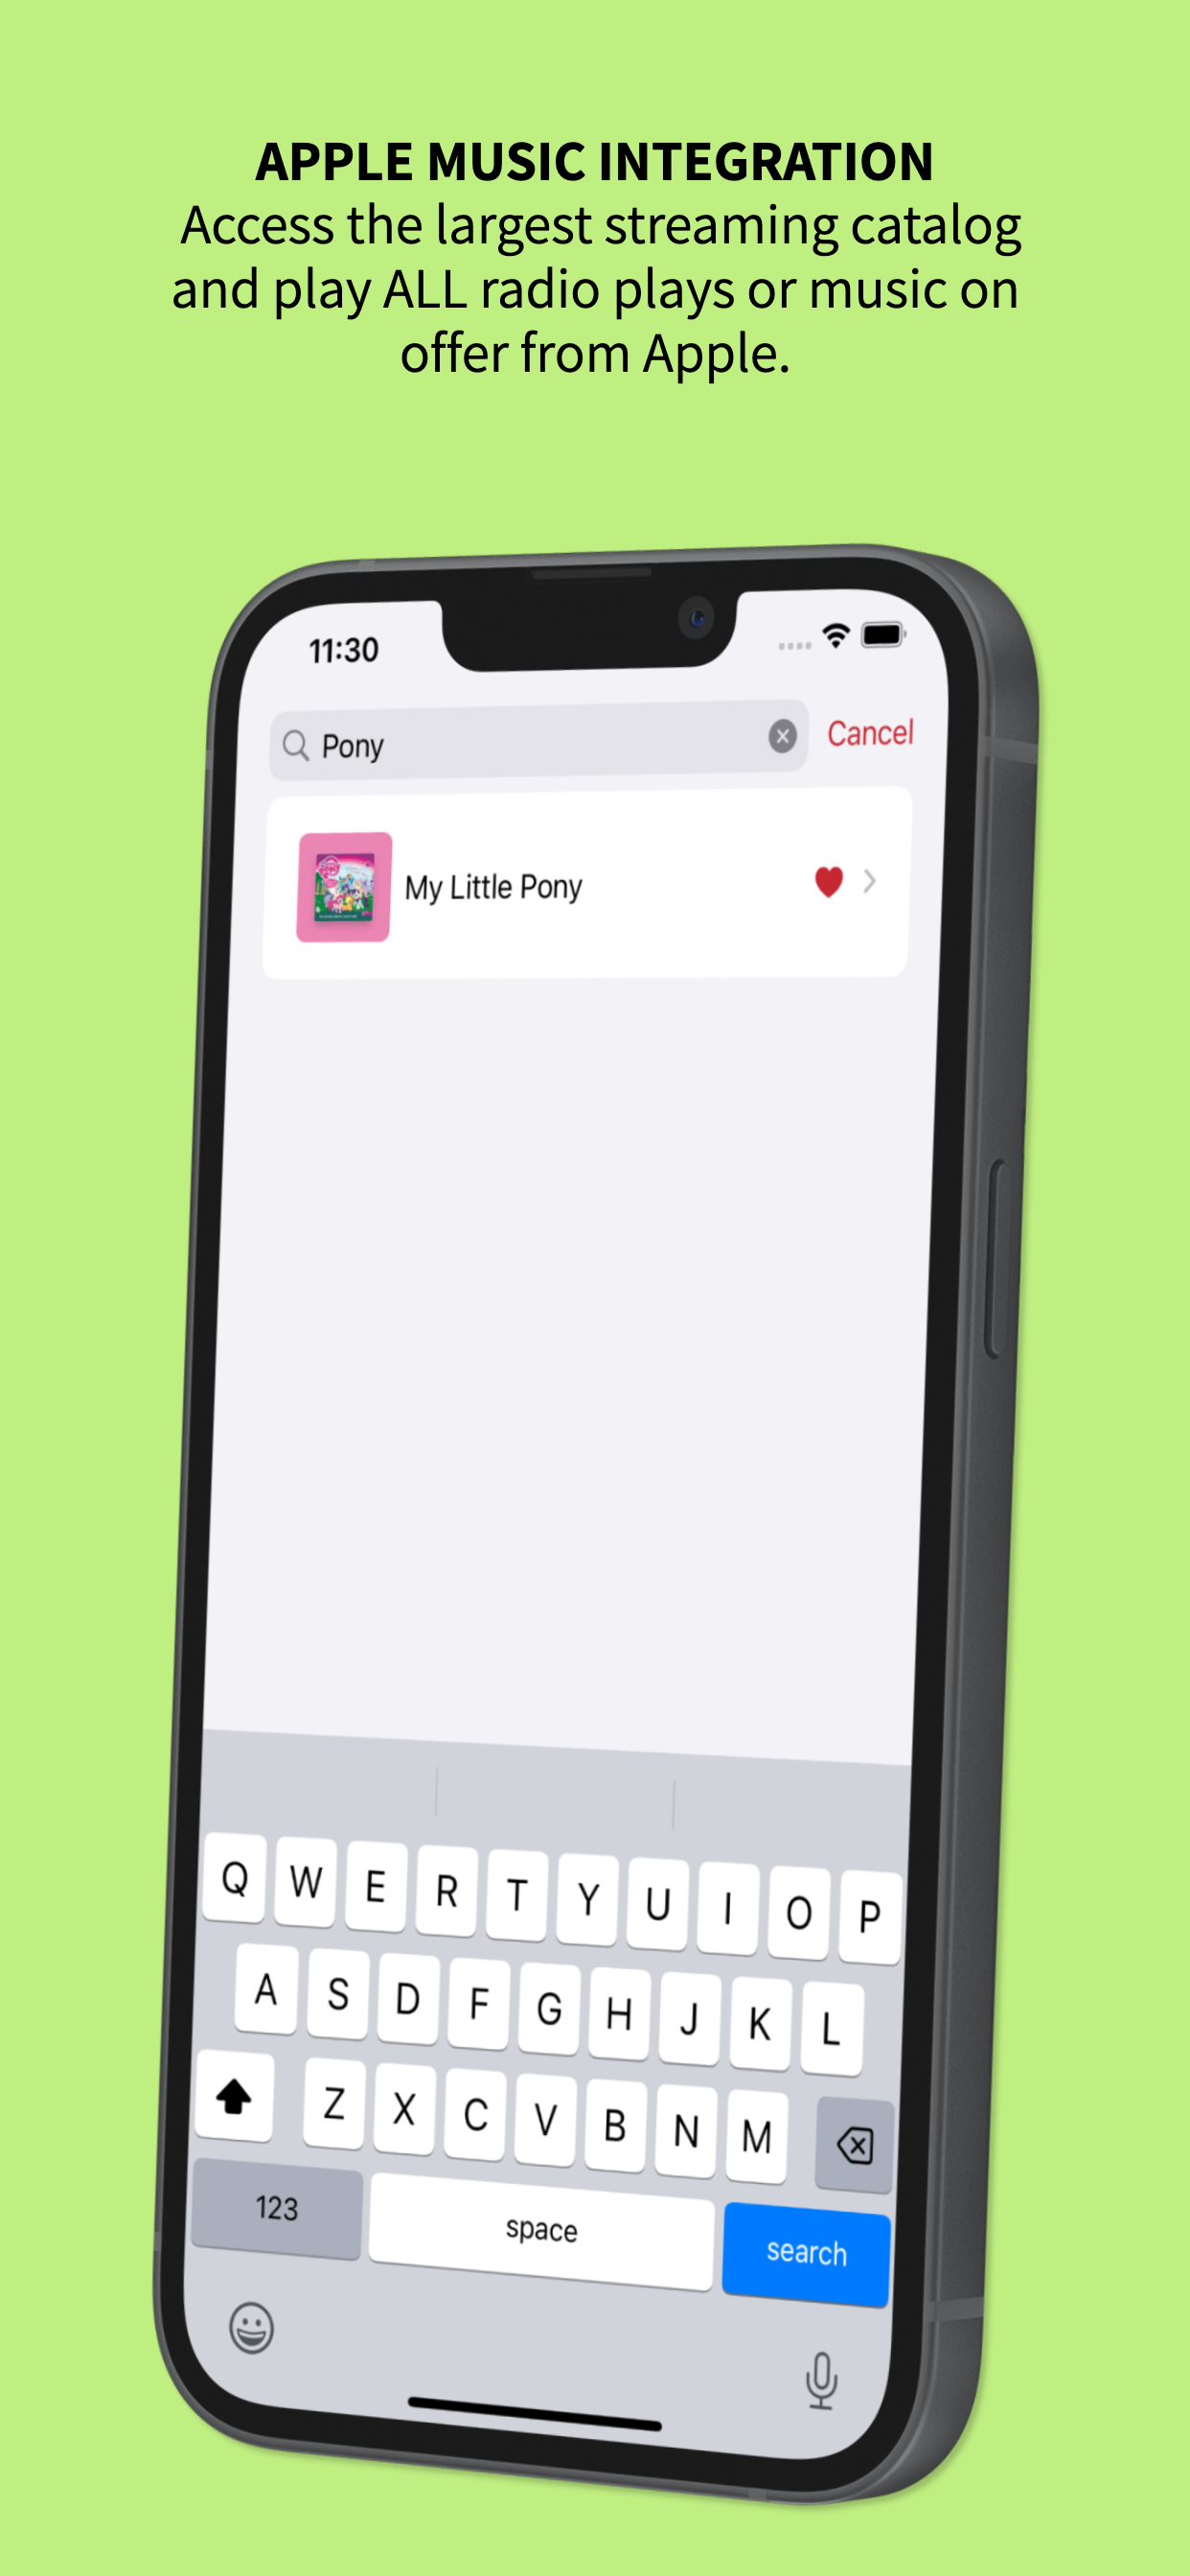 APPLE MUSIC INTEGRATION
Access the largest streaming catalog
and play ALL radio plays or music on
offer from Apple.
11:30
Pony
Cancel
My Little Pony
Q W E R T Y U I O P
A S D F G H J K L
Z X C V B N M
123 space search